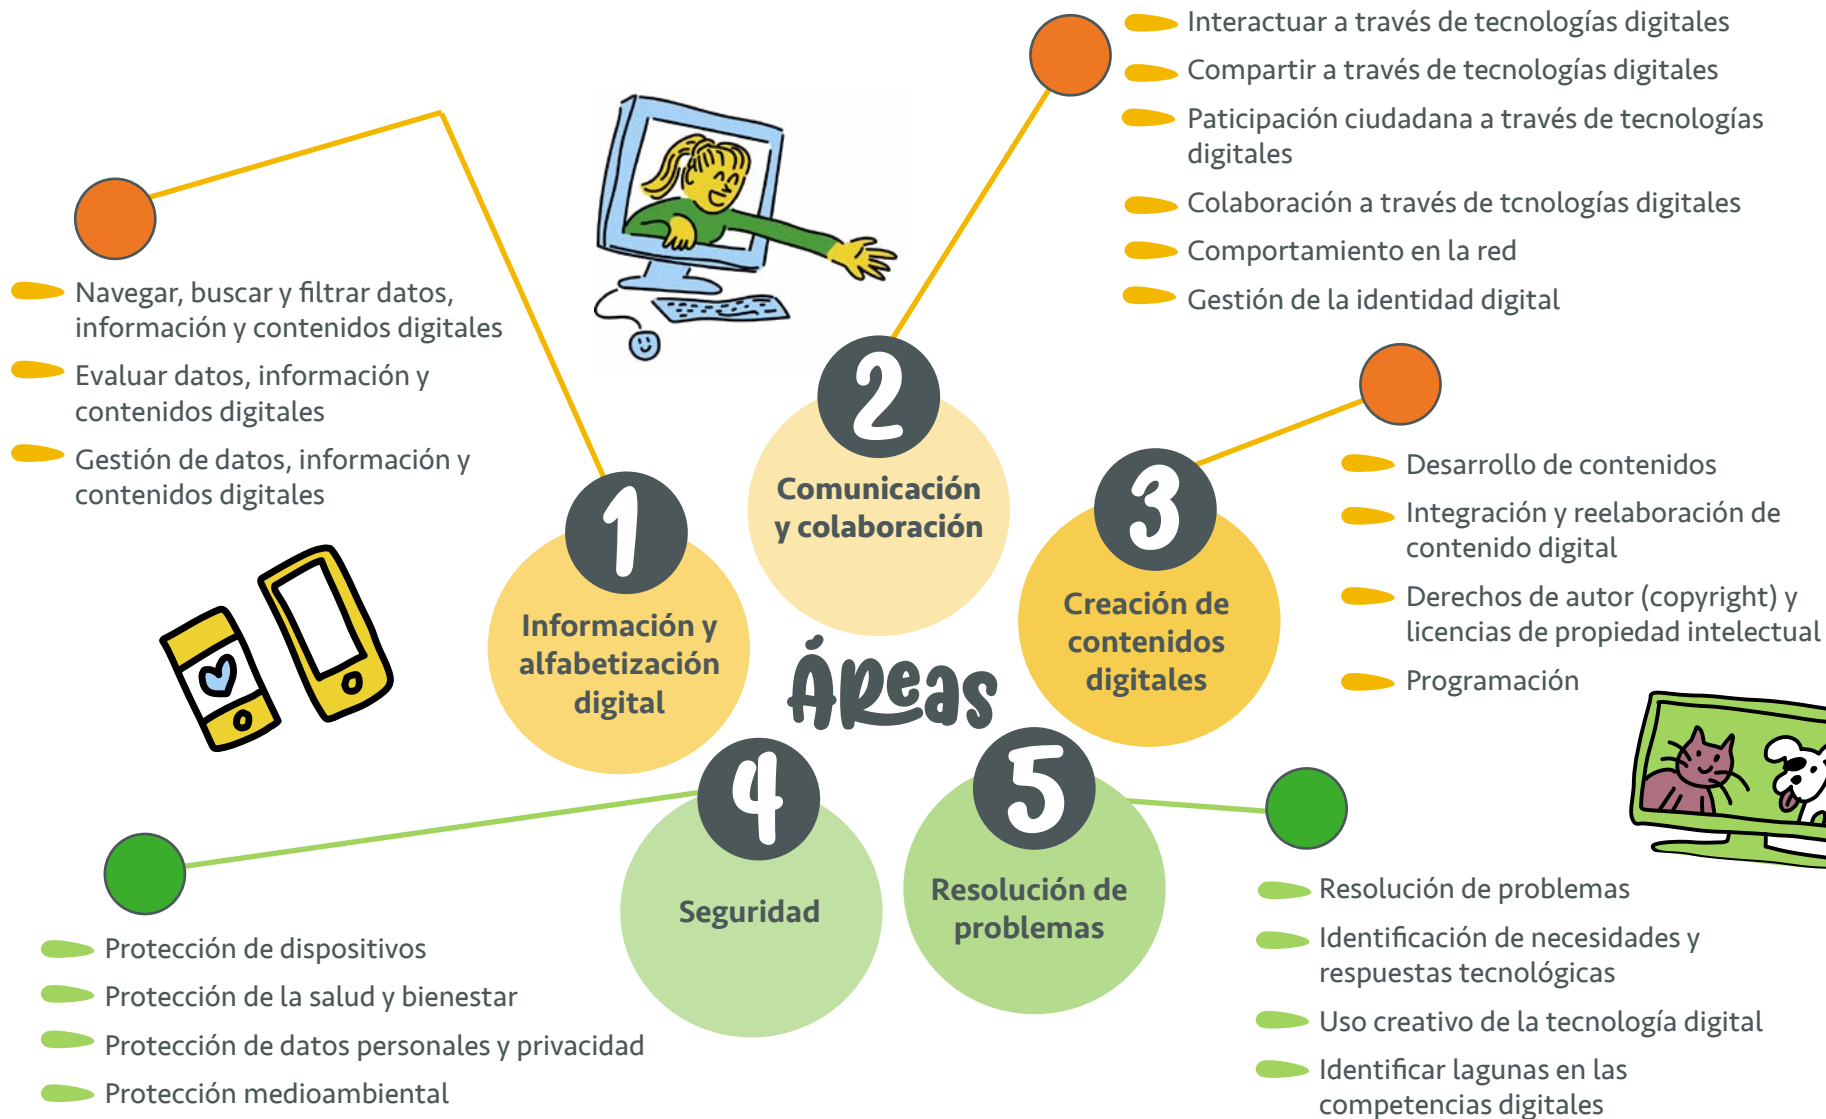 1
Información y
alfabetización
digital
Navegar, buscar y filtrar datos,
información y contenidos digitales
Evaluar datos, información y
contenidos digitales
Gestión de datos, información y
contenidos digitales
2
Comunicación
y colaboración
Interactuar a través de tecnologías digitales
Compartir a través de tecnologías digitales
Paticipación ciudadana a través de tecnologías
digitales
Colaboración a través de tcnologías digitales
Comportamiento en la red
Gestión de la identidad digital
3
Creación de
contenidos
digitales
Desarrollo de contenidos
Integración y reelaboración de
contenido digital
Derechos de autor (copyright) y
licencias de propiedad intelectual
Programación
Áreas
4
Seguridad
Protección de dispositivos
Protección de la salud y bienestar
Protección de datos personales y privacidad
Protección medioambiental
5
Resolución de
problemas
Resolución de problemas
Identificación de necesidades y
respuestas tecnológicas
Uso creativo de la tecnología digital
Identificar lagunas en las
competencias digitales